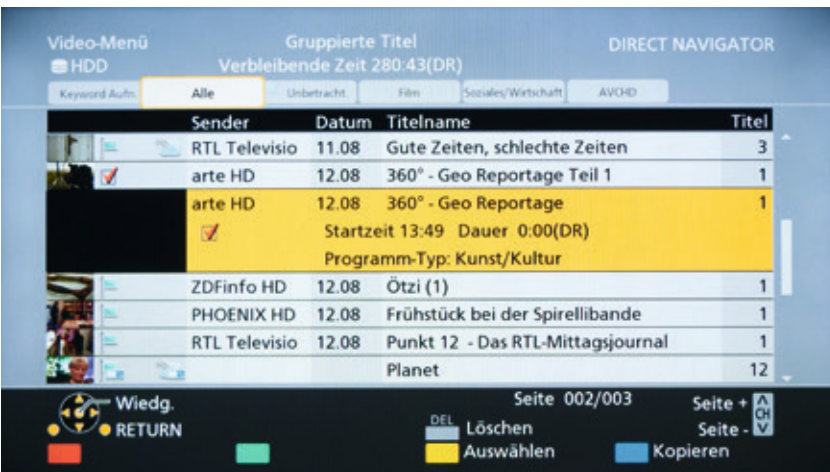 Video-Menü Gruppierte Titel DIRECT NAVIGATOR
HDD Verbleibende Zeit 280:43(DR)
Keyword Aufn. Alle Unbetracht. Film Soziales/Wirtschaft AVCHD
Sender Datum Titelname Titel
RTL Televisio 11.08 Gute Zeiten, schlechte Zeiten 3
arte HD 12.08 360° - Geo Reportage Teil 1 1
arte HD 12.08 360° - Geo Reportage 1
Startzeit 13:49 Dauer 0:00(DR)
Programm-Typ: Kunst/Kultur
ZDFinfo HD 12.08 Ötzi (1) 1
PHOENIX HD 12.08 Frühstück bei der Spirellibande 1
RTL Televisio 12.08 Punkt 12 - Das RTL-Mittagsjournal 1
Planet 12
Wiedg. Seite 002/003 Seite + CH
RETURN DEL Löschen Seite -
Auswählen Kopieren